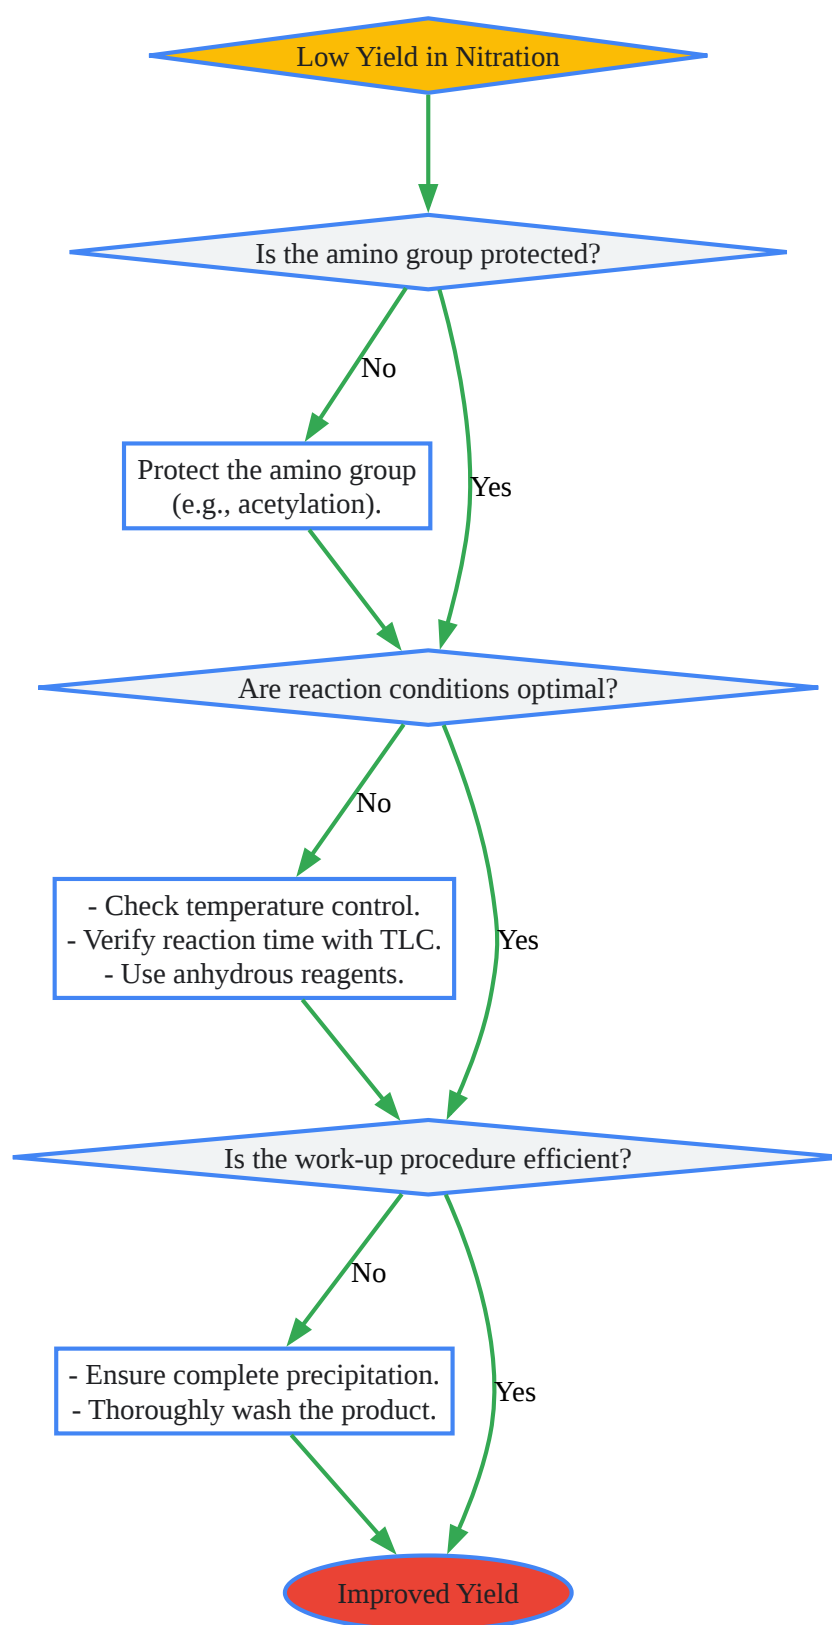 Low Yield in Nitration
Is the amino group protected?
No
Protect the amino group
(e.g., acetylation).
Yes
Are reaction conditions optimal?
No
- Check temperature control.
- Verify reaction time with TLC.
- Use anhydrous reagents.
Yes
Is the work-up procedure efficient?
No
- Ensure complete precipitation.
- Thoroughly wash the product.
Yes
Improved Yield